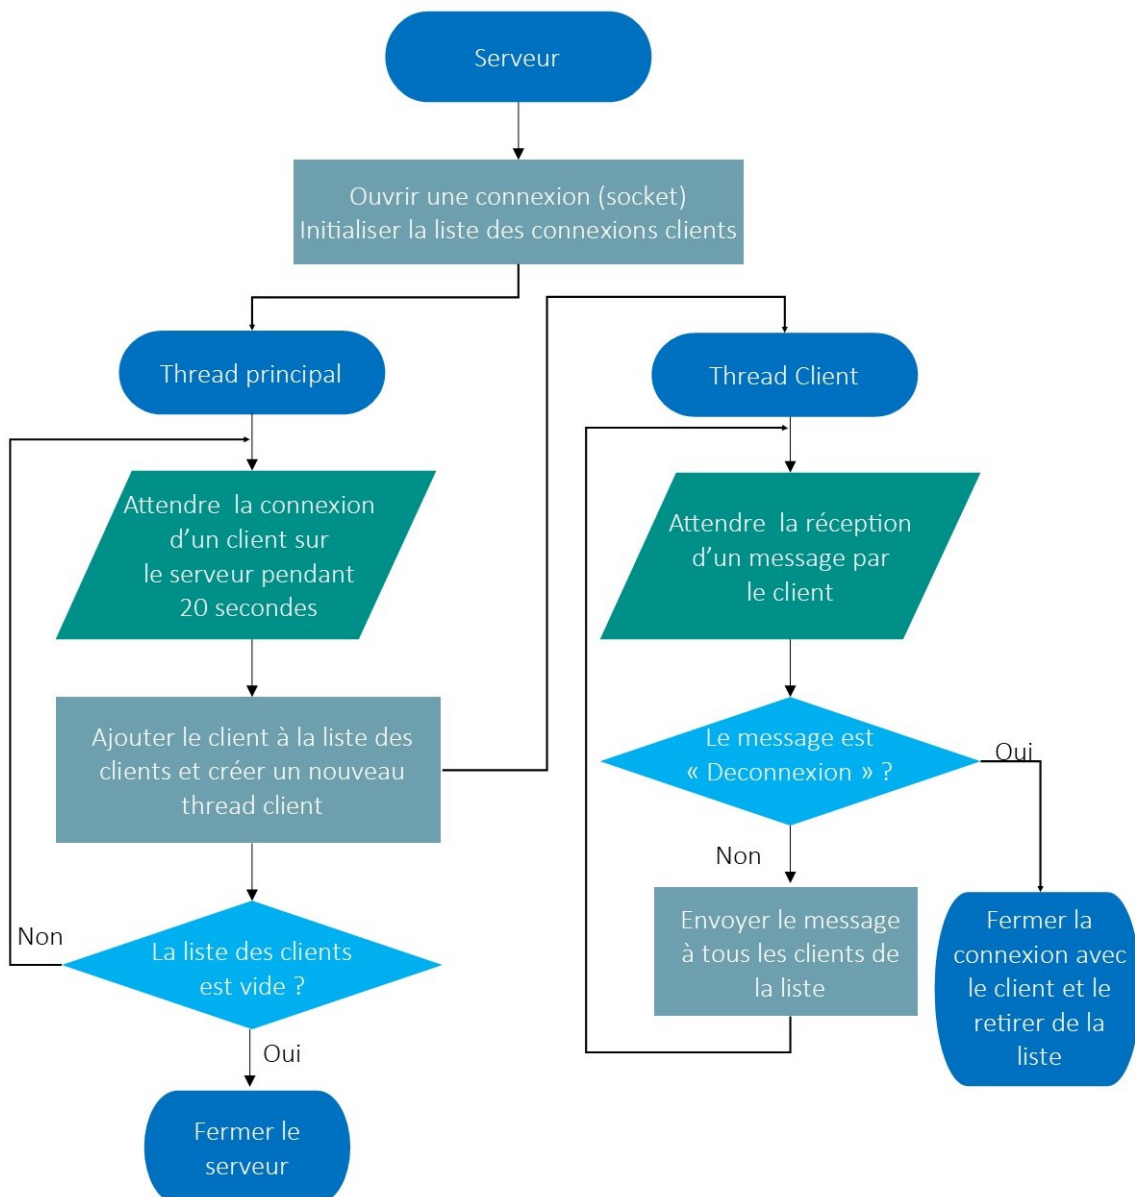 Serveur
Ouvrir une connexion (socket)
Initialiser la liste des connexions clients
Thread principal
Attendre  la connexion
d’un client sur
le serveur pendant
20 secondes
Ajouter le client à la liste des
clients et créer un nouveau
thread client
Non
La liste des clients
est vide ?
Oui
Fermer le
serveur
Thread Client
Attendre  la réception
d’un message par
le client
Le message est
« Deconnexion » ?
Oui
Non
Envoyer le message
à tous les clients de
la liste
Fermer la
connexion avec
le client et le
retirer de la
liste